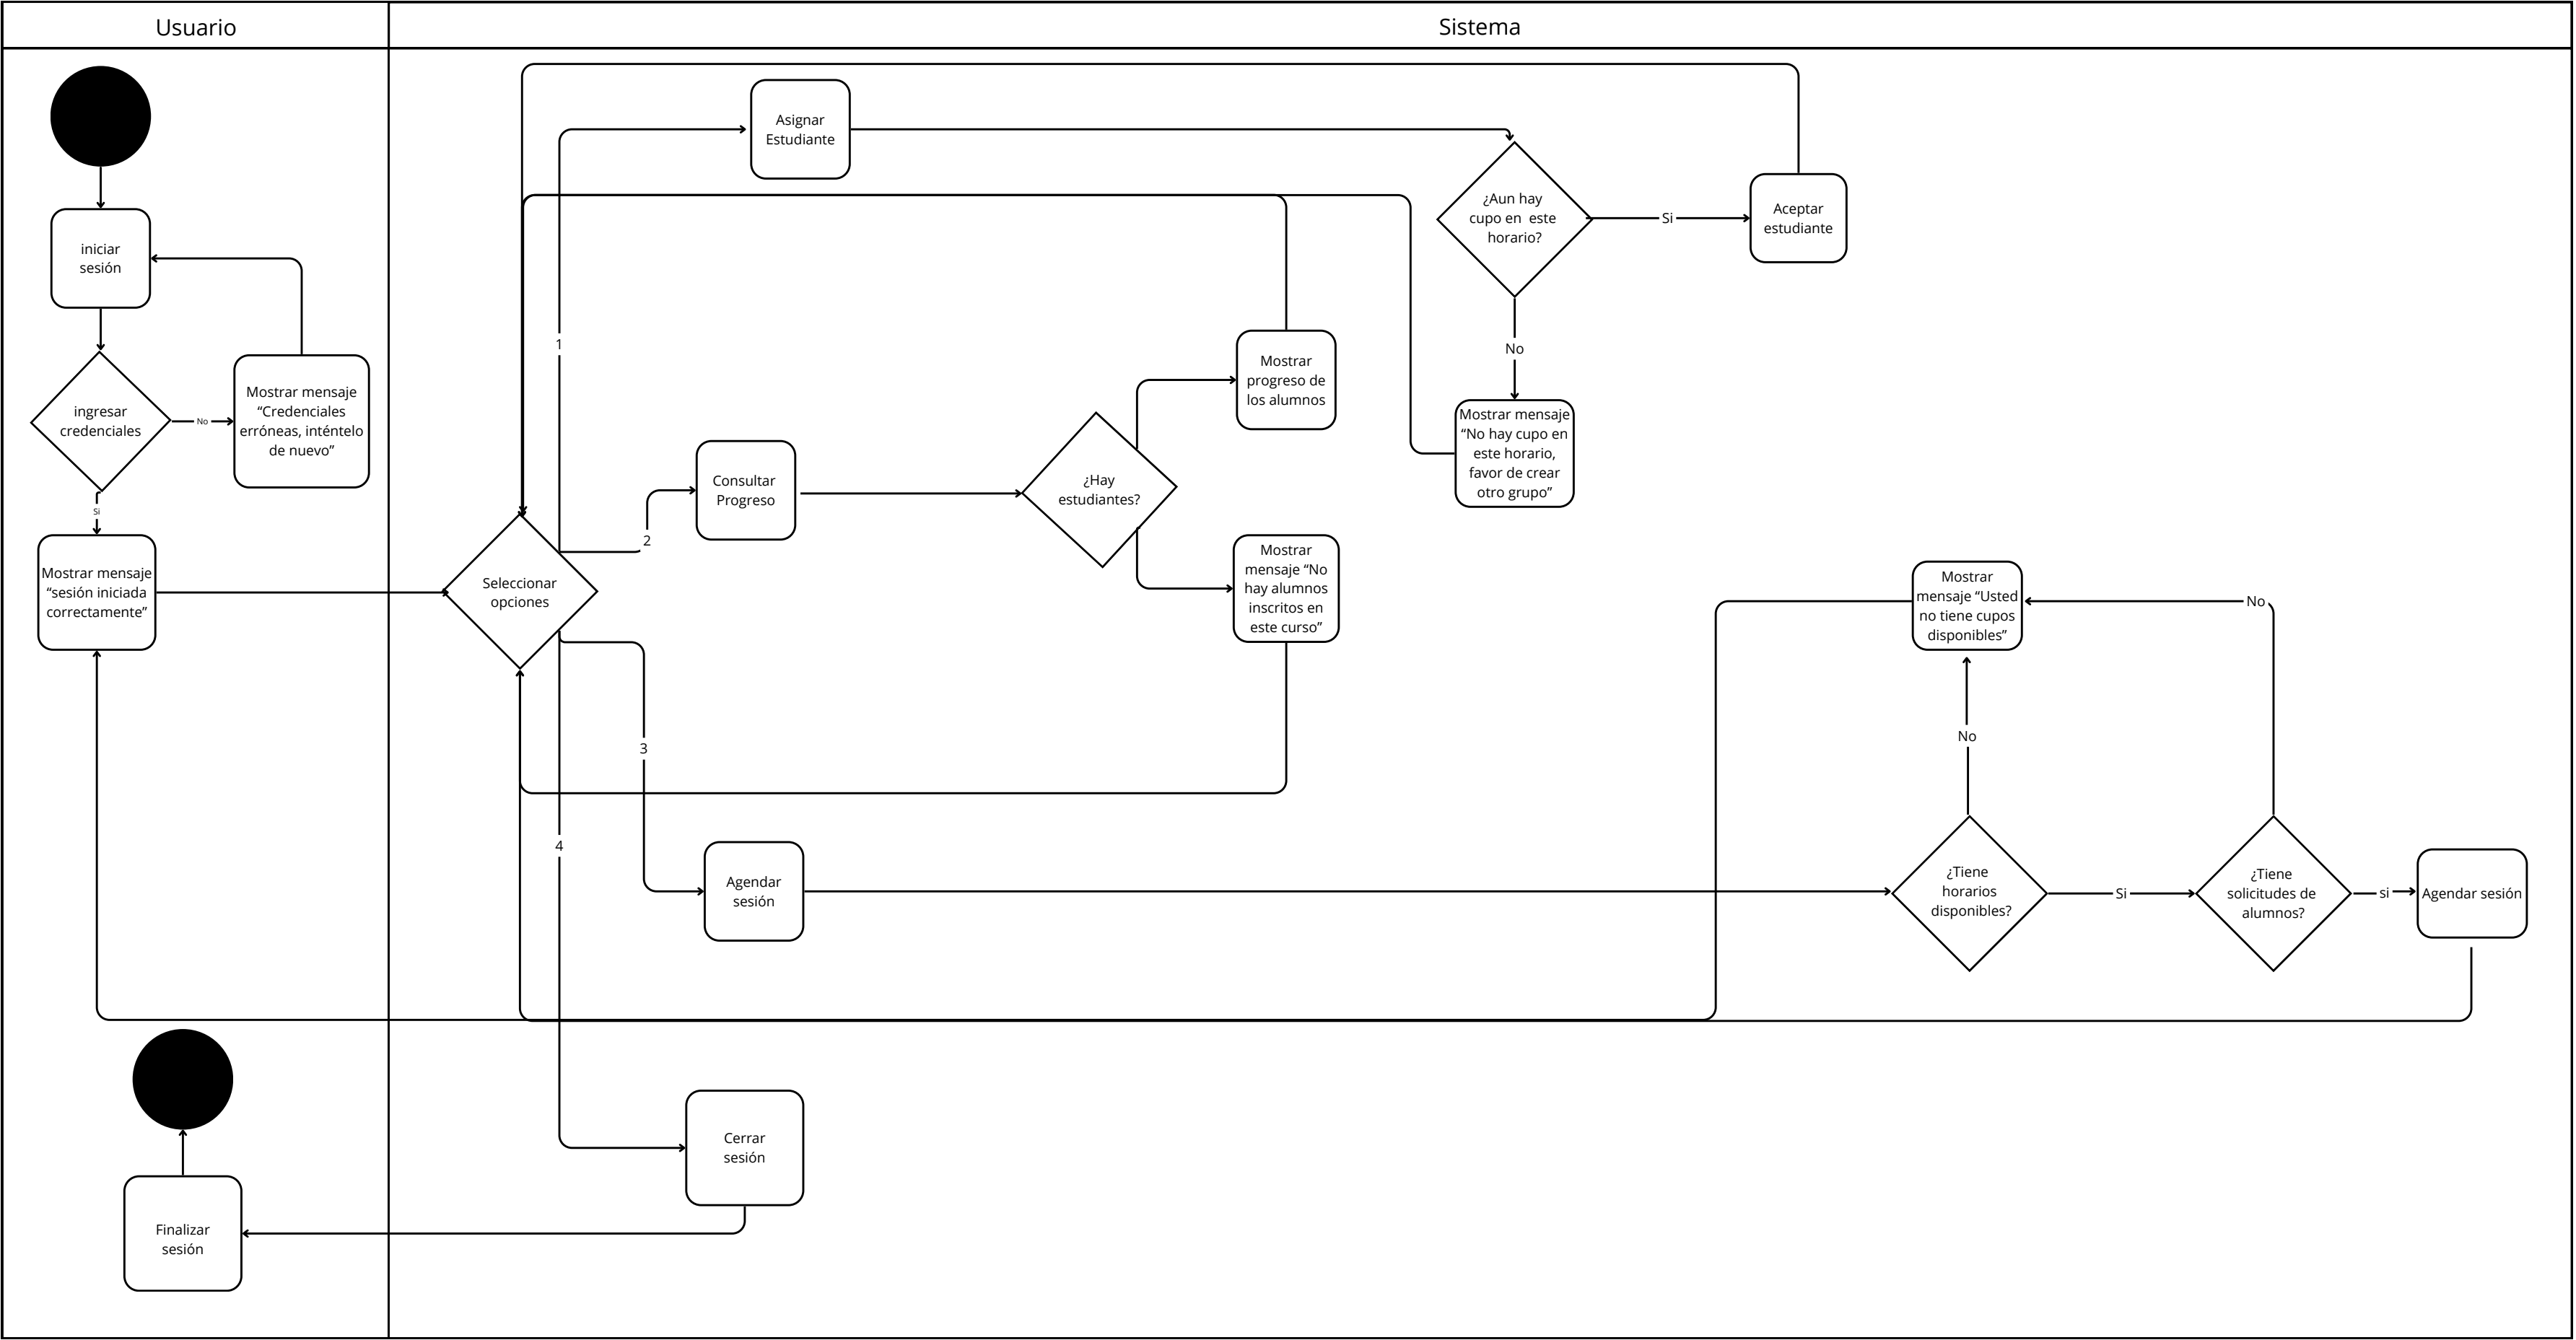 Usuario
Sistema
iniciar
sesión
ingresar
credenciales
No
Mostrar mensaje
“Credenciales
erróneas, inténtelo
de nuevo”
Si
Mostrar mensaje
“sesión iniciada
correctamente”
Seleccionar
opciones
1
Asignar
Estudiante
¿Aun hay
cupo en este
horario?
Si
Aceptar
estudiante
No
Mostrar mensaje
“No hay cupo en
este horario,
favor de crear
otro grupo”
2
Consultar
Progreso
¿Hay
estudiantes?
Mostrar
progreso de
los alumnos
Mostrar
mensaje “No
hay alumnos
inscritos en
este curso”
3
Agendar
sesión
¿Tiene
horarios
disponibles?
No
Mostrar
mensaje “Usted
no tiene cupos
disponibles”
Si
¿Tiene
solicitudes de
alumnos?
No
si
Agendar sesión
4
Cerrar
sesión
Finalizar
sesión